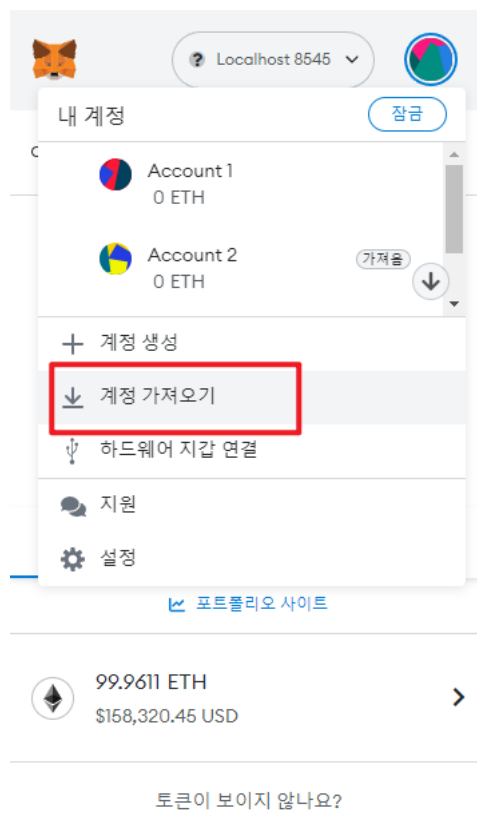 Localhost 8545
내 계정
잠금
Account 1
0 ETH
Account 2
가져옴
0 ETH
계정 생성
계정 가져오기
하드웨어 지갑 연결
지원
설정
포트폴리오 사이트
99.9611 ETH
$158,320.45 USD
토큰이 보이지 않나요?